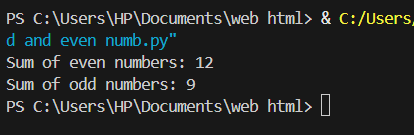 PS C:\Users\HP\Documents\web html> & C:/Users/
d and even numb.py"
Sum of even numbers: 12
Sum of odd numbers: 9
PS C:\Users\HP\Documents\web html>